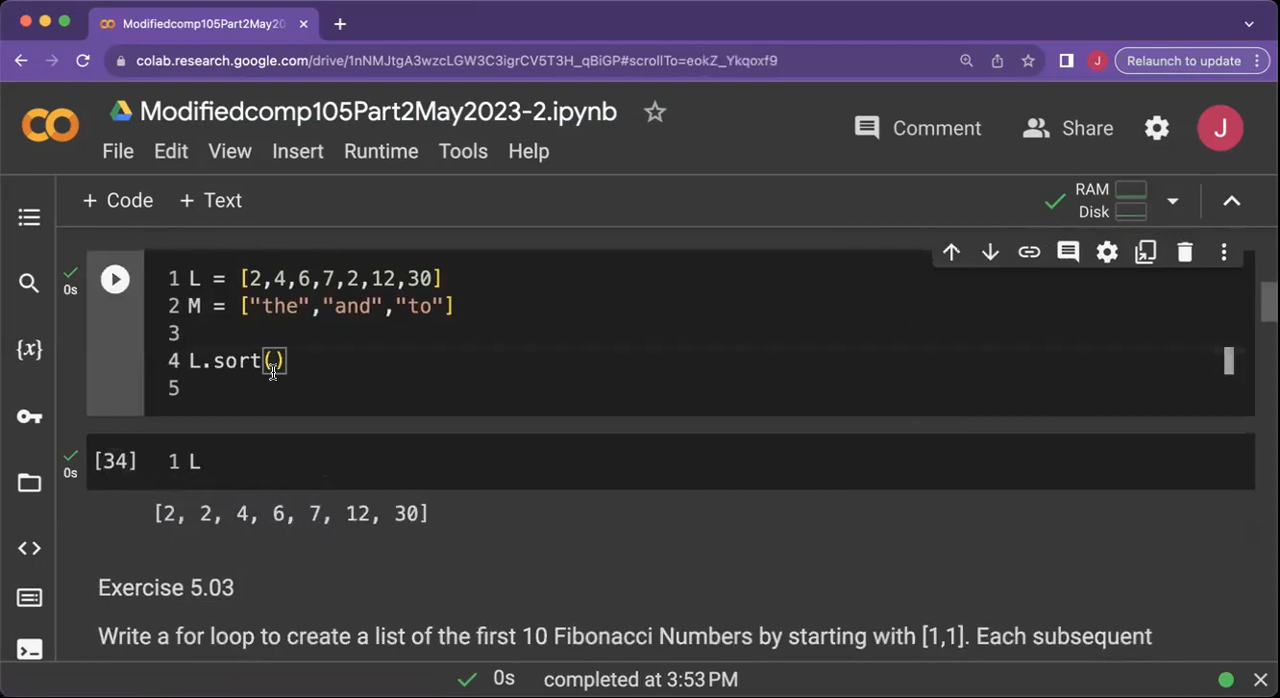 Modifiedcomp105Part2May20
colab.research.google.com/drive/1nNMJtgA3wzcLGW3C3igrCV5T3H_qBiGP#scrollTo=eokZ_Ykqoxf9
J
Relaunch to update
Modifiedcomp105Part2May2023-2.ipynb
Comment
Share
J
File Edit View Insert Runtime Tools Help
+ Code + Text
RAM
Disk
0s
1 L = [2,4,6,7,2,12,30]
2 M = ["the","and","to"]
3
4 L.sort()
5
0s
[34] 1 L
[2, 2, 4, 6, 7, 12, 30]
Exercise 5.03
Write a for loop to create a list of the first 10 Fibonacci Numbers by starting with [1,1]. Each subsequent
0s completed at 3:53 PM